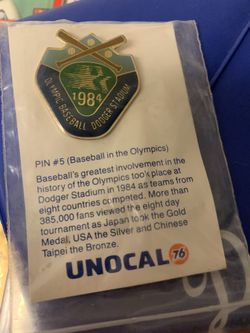 1984
OLYMPIC BASEBALL DODGER STADIUM
PIN #5 (Baseball in the Olympics)
Baseball's greatest involvement in the
history of the Olympics took place at
Dodger Stadium in 1984 as teams from
eight countries competed. More than
385,000 fans viewed the eight day
tournament as Japan took the Gold
Medal, USA the Silver and Chinese
Taipei the Bronze.
UNOCAL 76